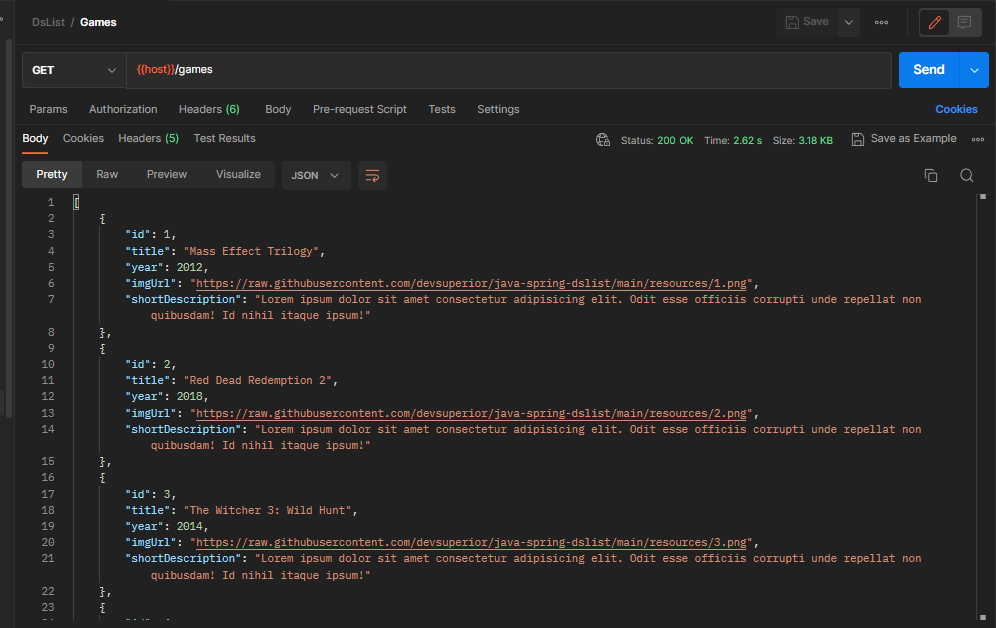 DsList / Games
Save
GET {{host}}/games Send
Params Authorization Headers (6) Body Pre-request Script Tests Settings Cookies
Body Cookies Headers (5) Test Results Status: 200 OK Time: 2.62 s Size: 3.18 KB Save as Example
Pretty Raw Preview Visualize JSON
1 [
2 {
3 "id": 1,
4 "title": "Mass Effect Trilogy",
5 "year": 2012,
6 "imgUrl": "https://raw.githubusercontent.com/devsuperior/java-spring-dslist/main/resources/1.png",
7 "shortDescription": "Lorem ipsum dolor sit amet consectetur adipisicing elit. Odit esse officiis corrupti unde repellat non
quibusdam! Id nihil itaque ipsum!"
8 },
9 {
10 "id": 2,
11 "title": "Red Dead Redemption 2",
12 "year": 2018,
13 "imgUrl": "https://raw.githubusercontent.com/devsuperior/java-spring-dslist/main/resources/2.png",
14 "shortDescription": "Lorem ipsum dolor sit amet consectetur adipisicing elit. Odit esse officiis corrupti unde repellat non
quibusdam! Id nihil itaque ipsum!"
15 },
16 {
17 "id": 3,
18 "title": "The Witcher 3: Wild Hunt",
19 "year": 2014,
20 "imgUrl": "https://raw.githubusercontent.com/devsuperior/java-spring-dslist/main/resources/3.png",
21 "shortDescription": "Lorem ipsum dolor sit amet consectetur adipisicing elit. Odit esse officiis corrupti unde repellat non
quibusdam! Id nihil itaque ipsum!"
22 },
23 {